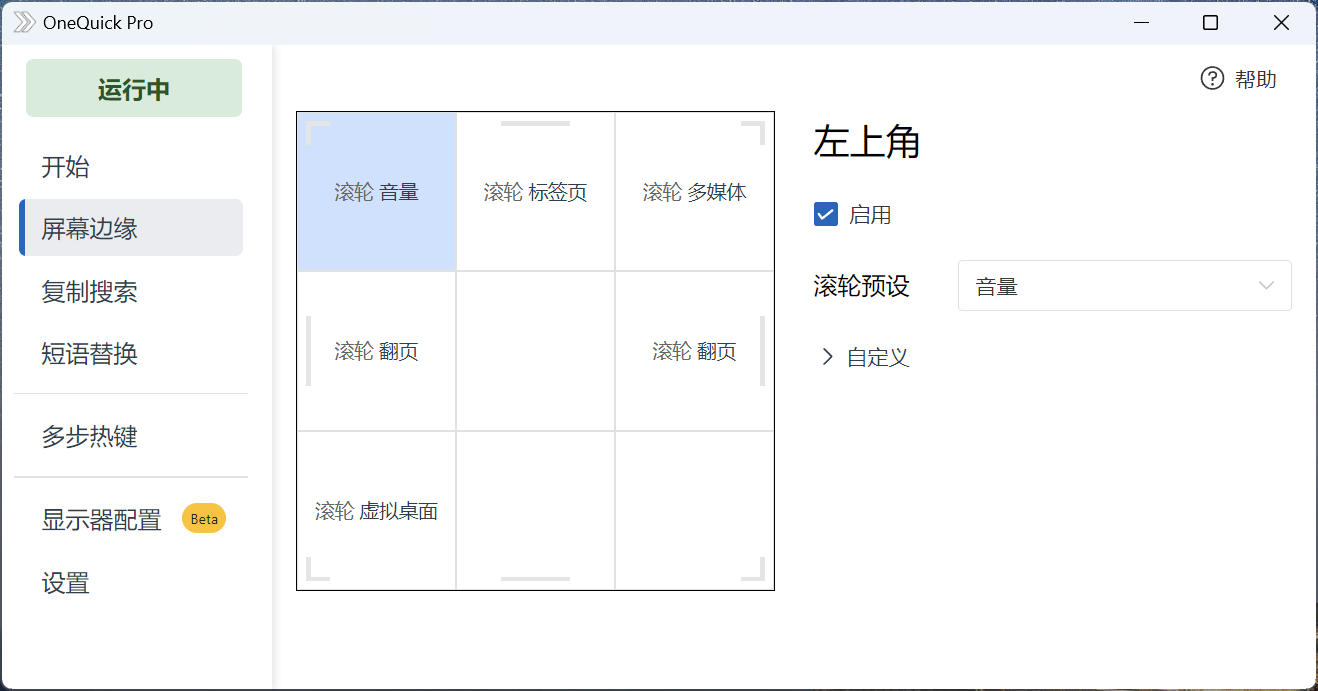 OneQuick Pro
运行中
开始
屏幕边缘
复制搜索
短语替换
多步热键
显示器配置 Beta
设置
帮助
滚轮 音量
滚轮 标签页
滚轮 多媒体
滚轮 翻页
滚轮 翻页
滚轮 虚拟桌面
左上角
启用
滚轮预设 音量
自定义